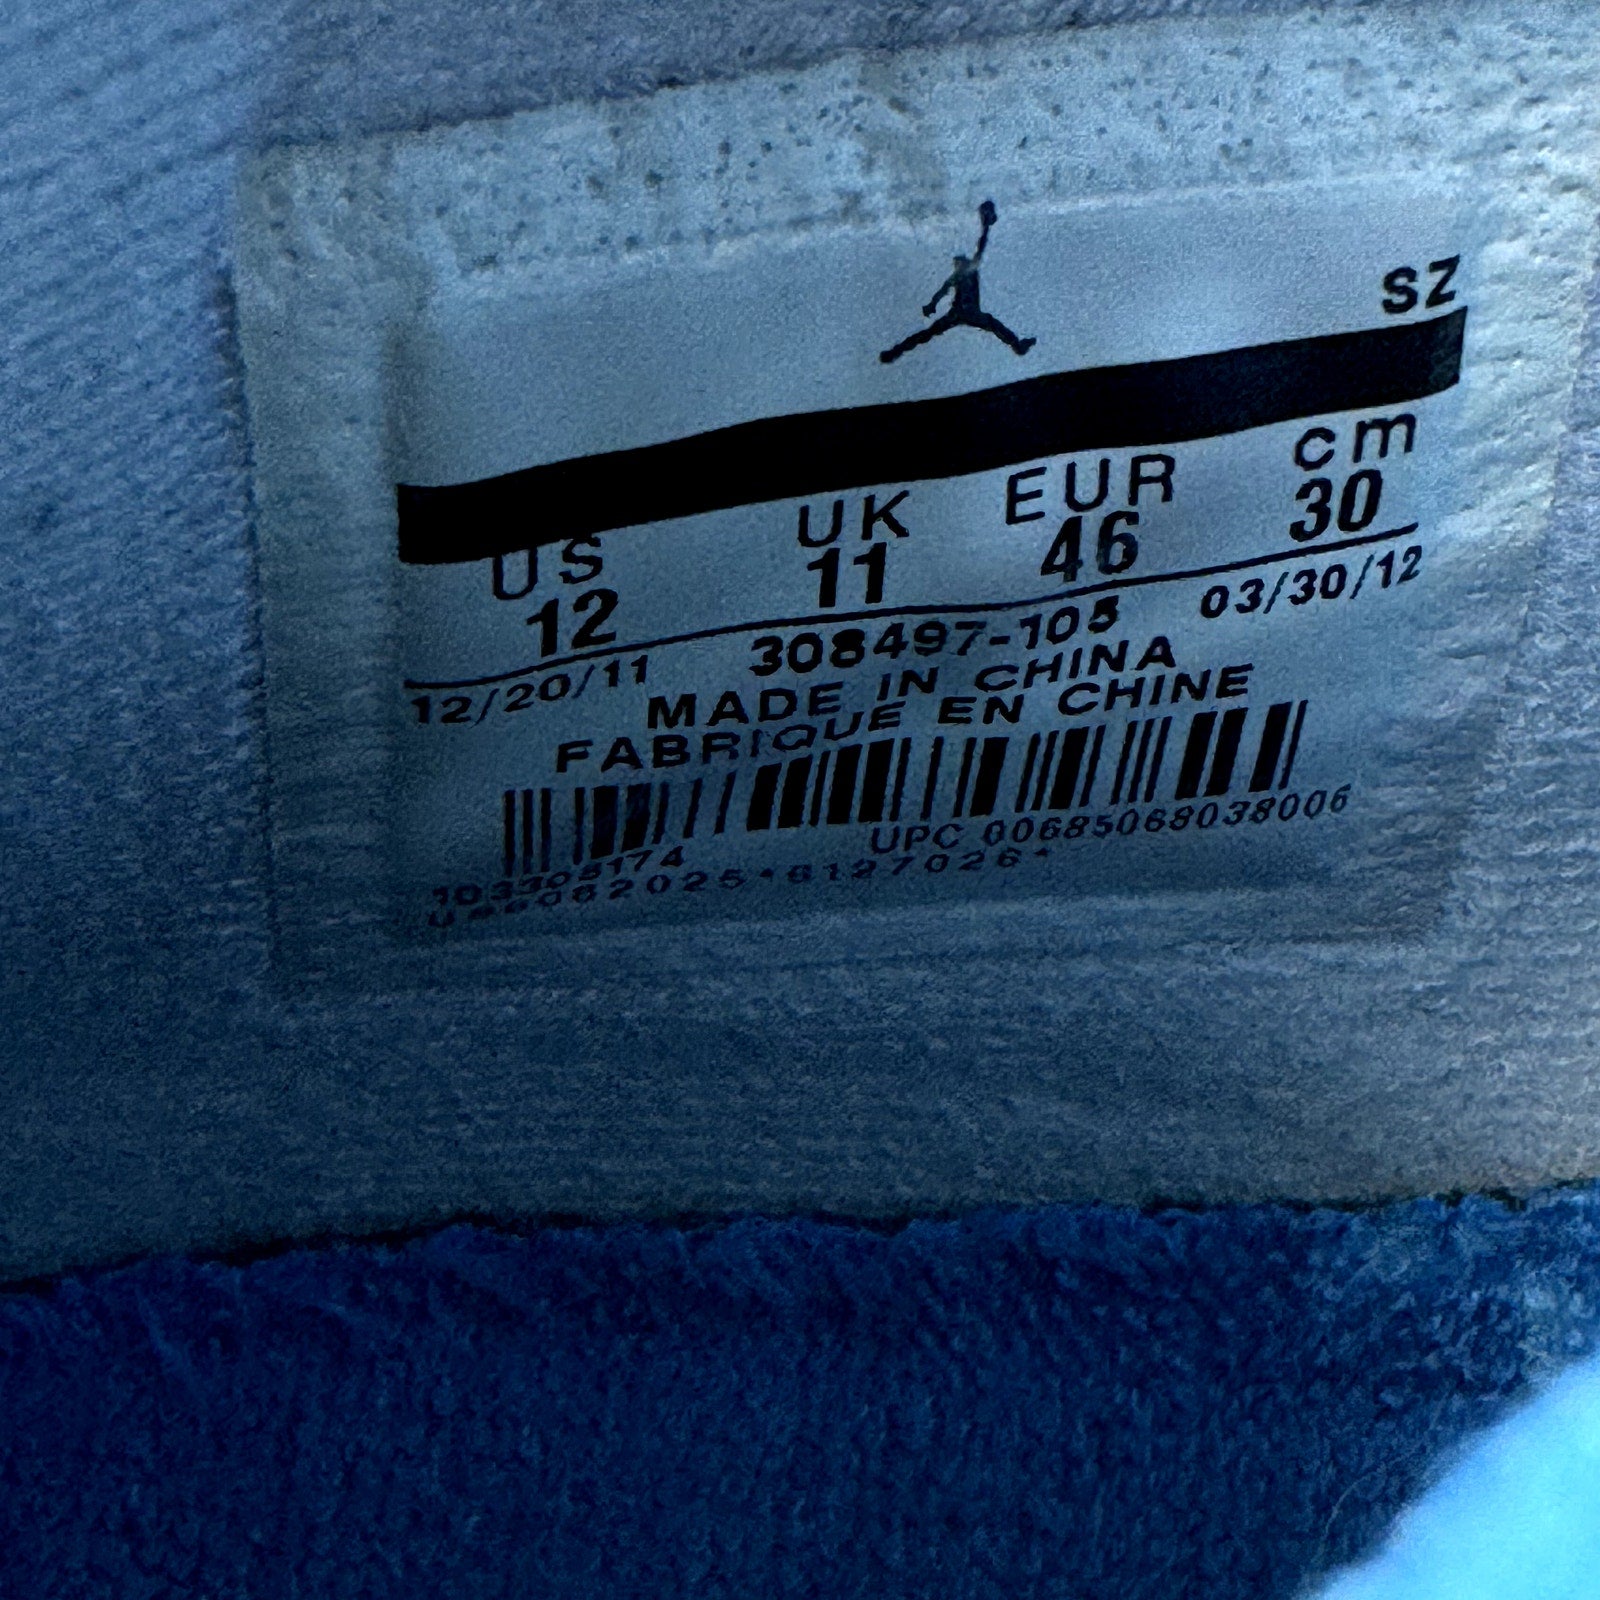 SZ
US UK EUR cm
12 11 46 30
12/20/11 308497-105 03/30/12
MADE IN CHINA
FABRIQUE EN CHINE
UPC 00685068038006
103305174